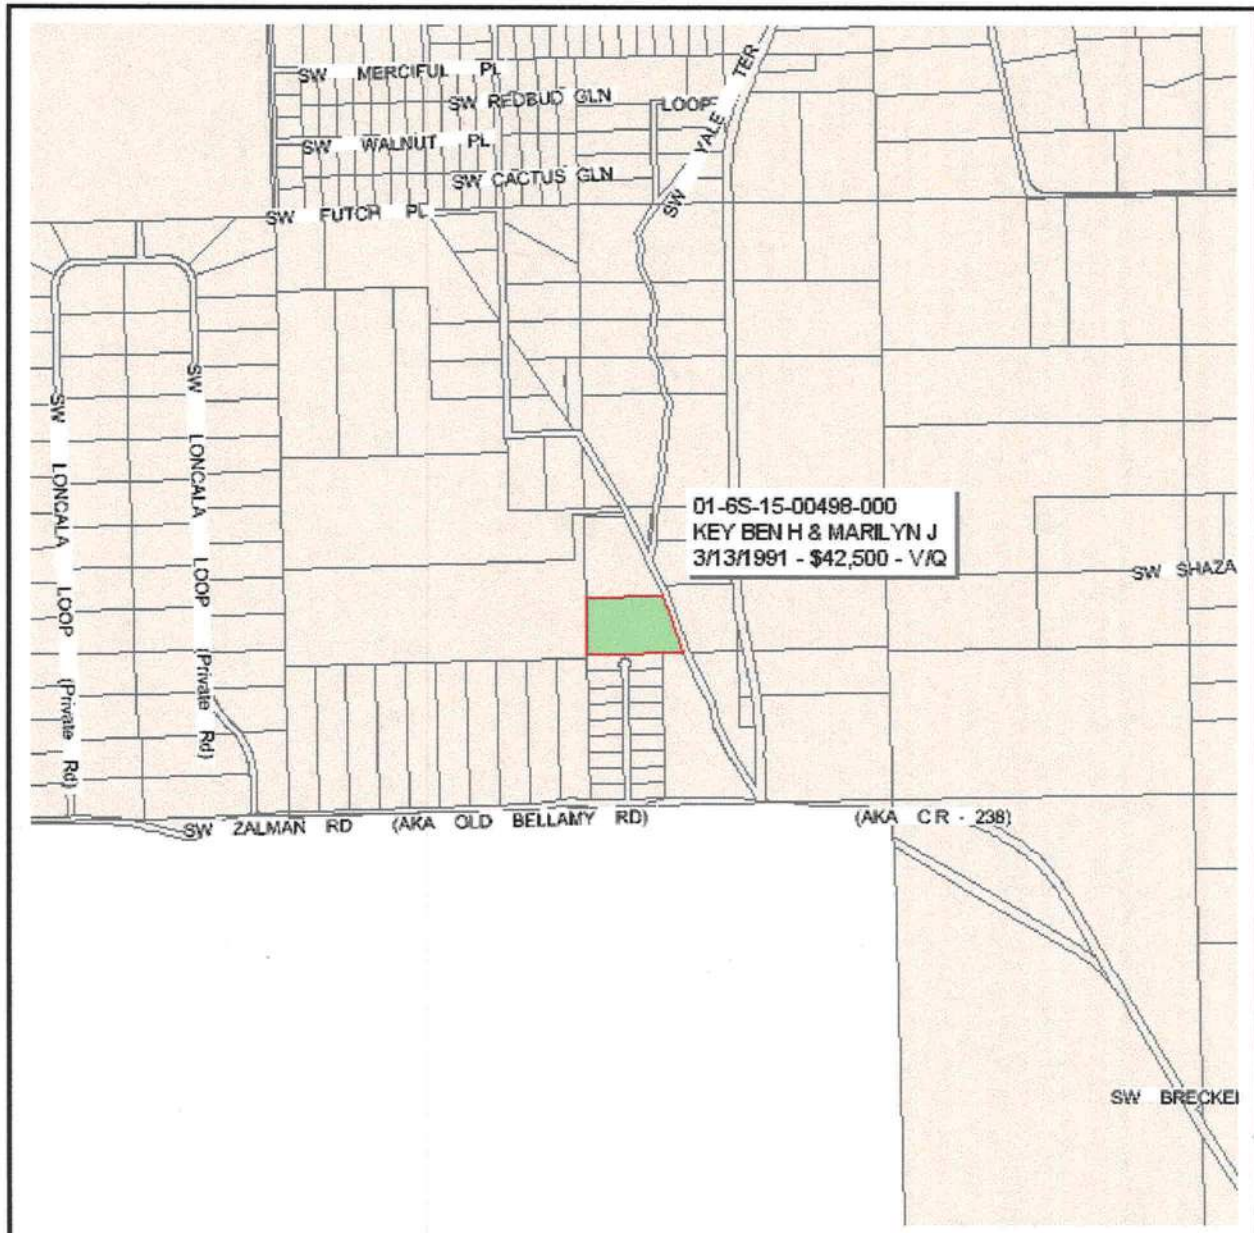 SW MERCIFUL PL
SW REDBUD GLN
LOOP
SW YALE TER
SW WALNUT PL
SW CACTUS GLN
SW FUTCH PL
SW LONCALA LOOP (Private Rd)
SW LONCALA LOOP (Private Rd)
01-6S-15-00498-000
KEY BEN H & MARILYN J
3/13/1991 - $42,500 - V/Q
SW SHAZA
SW ZALMAN RD (AKA OLD BELLAMY RD)
(AKA CR - 238)
SW BRECKEI